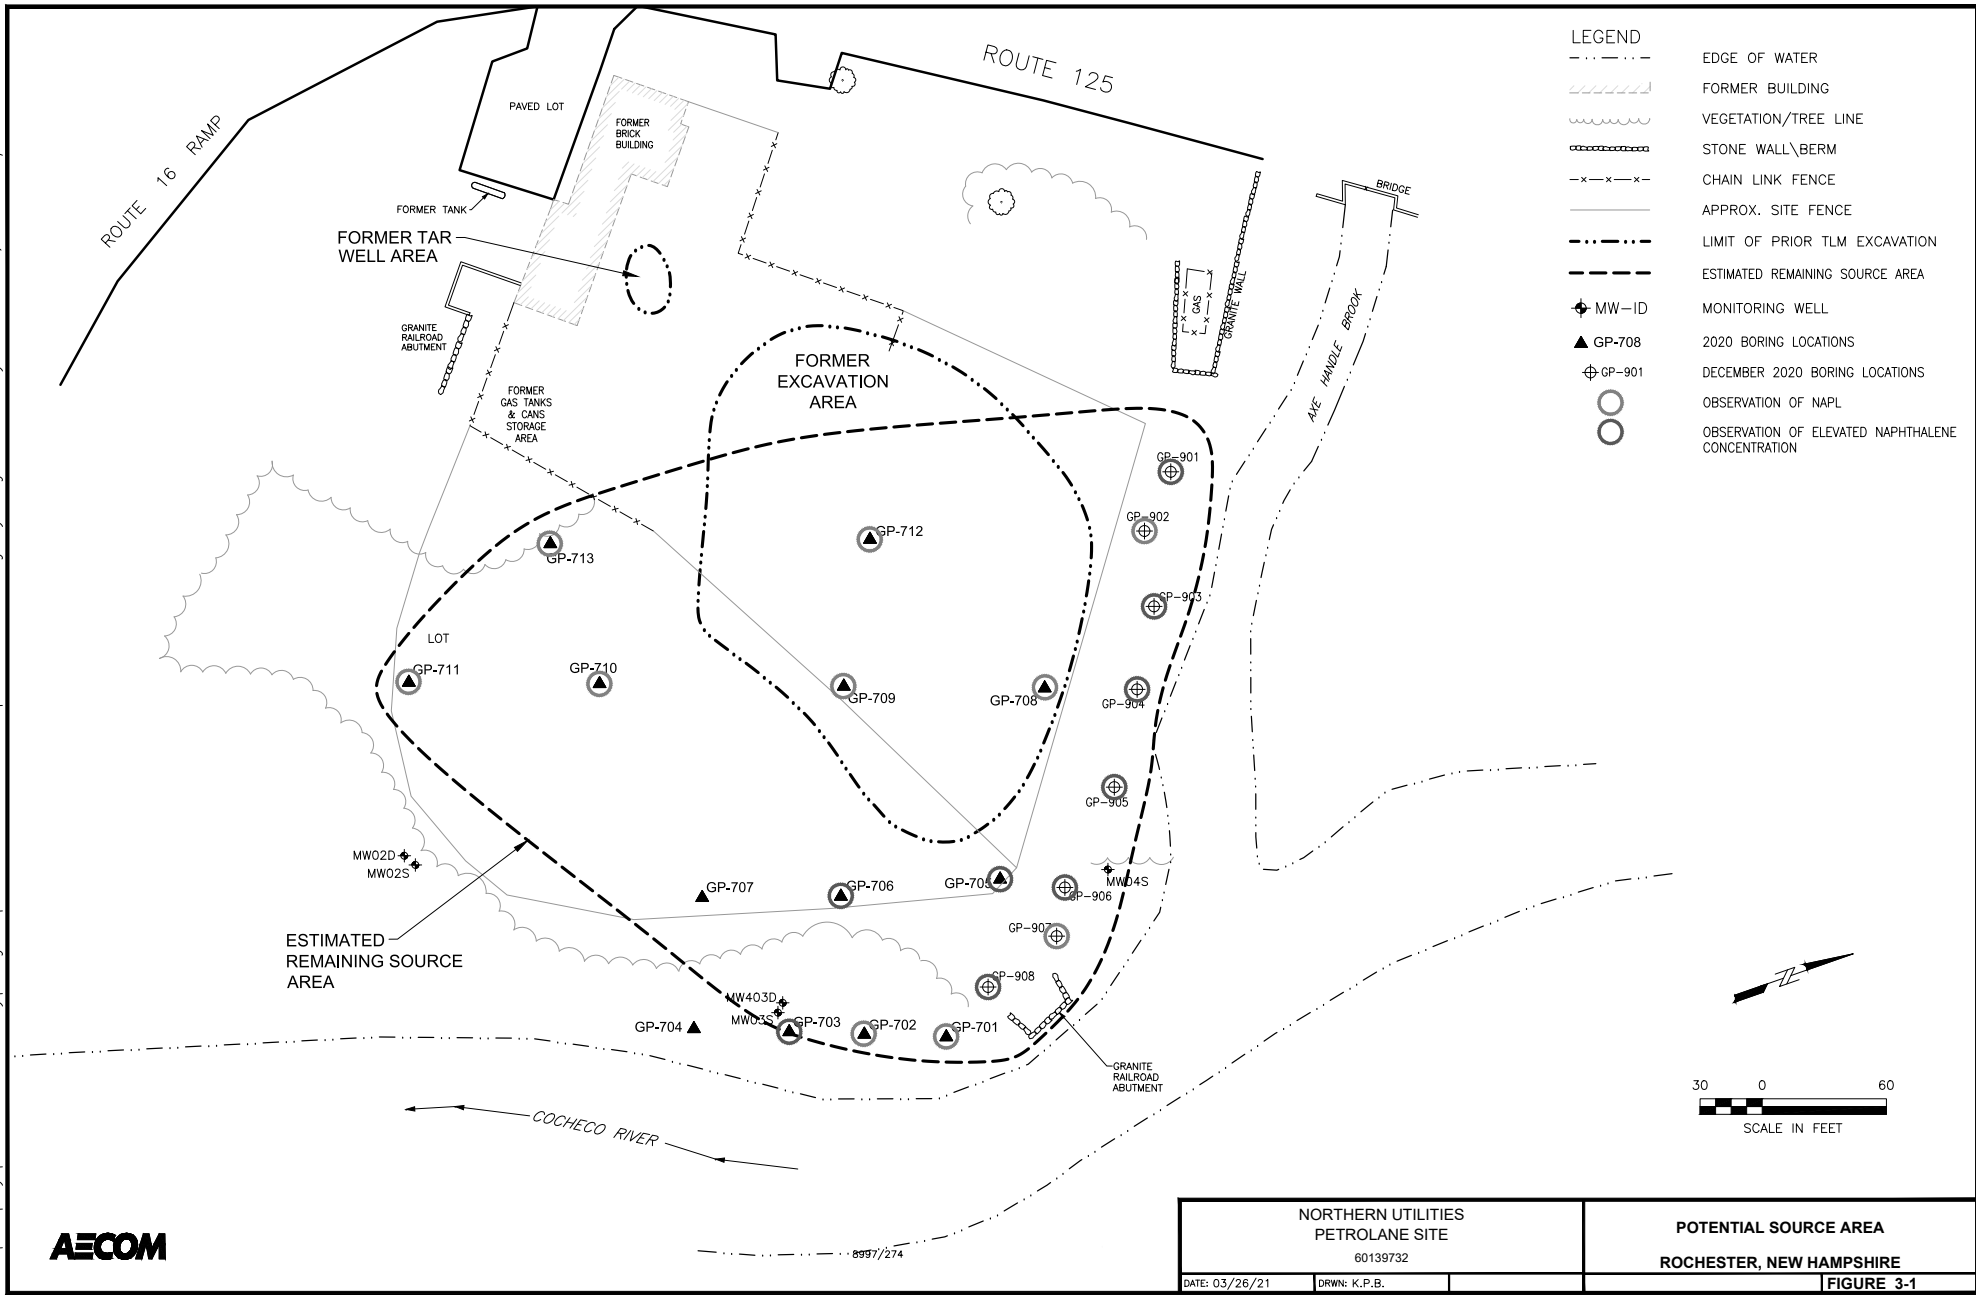 ROUTE 16 RAMP
PAVED LOT
FORMER
BRICK
BUILDING
ROUTE 125
FORMER TANK
FORMER TAR
WELL AREA
GRANITE
RAILROAD
ABUTMENT
FORMER
GAS TANKS
& CANS
STORAGE
AREA
FORMER
EXCAVATION
AREA
GAS
GRANITE WALL
BRIDGE
AXE HANDLE BROOK
LEGEND
EDGE OF WATER
FORMER BUILDING
VEGETATION/TREE LINE
STONE WALL\BERM
CHAIN LINK FENCE
APPROX. SITE FENCE
LIMIT OF PRIOR TLM EXCAVATION
ESTIMATED REMAINING SOURCE AREA
MW-ID MONITORING WELL
GP-708 2020 BORING LOCATIONS
GP-901 DECEMBER 2020 BORING LOCATIONS
OBSERVATION OF NAPL
OBSERVATION OF ELEVATED NAPHTHALENE
CONCENTRATION
GP-901
GP-902
GP-903
GP-904
GP-905
GP-906
GP-907
GP-908
GP-713
GP-712
LOT
GP-711
GP-710
GP-709
GP-708
GP-707
GP-706
GP-705
MW02D
MW02S
MW04S
ESTIMATED
REMAINING SOURCE
AREA
MW403D
MW03S
GP-704
GP-703
GP-702
GP-701
GRANITE
RAILROAD
ABUTMENT
COCHECO RIVER
N
30 0 60
SCALE IN FEET
AECOM
8997/274
NORTHERN UTILITIES
PETROLANE SITE
60139732
DATE: 03/26/21
DRWN: K.P.B.
POTENTIAL SOURCE AREA
ROCHESTER, NEW HAMPSHIRE
FIGURE 3-1